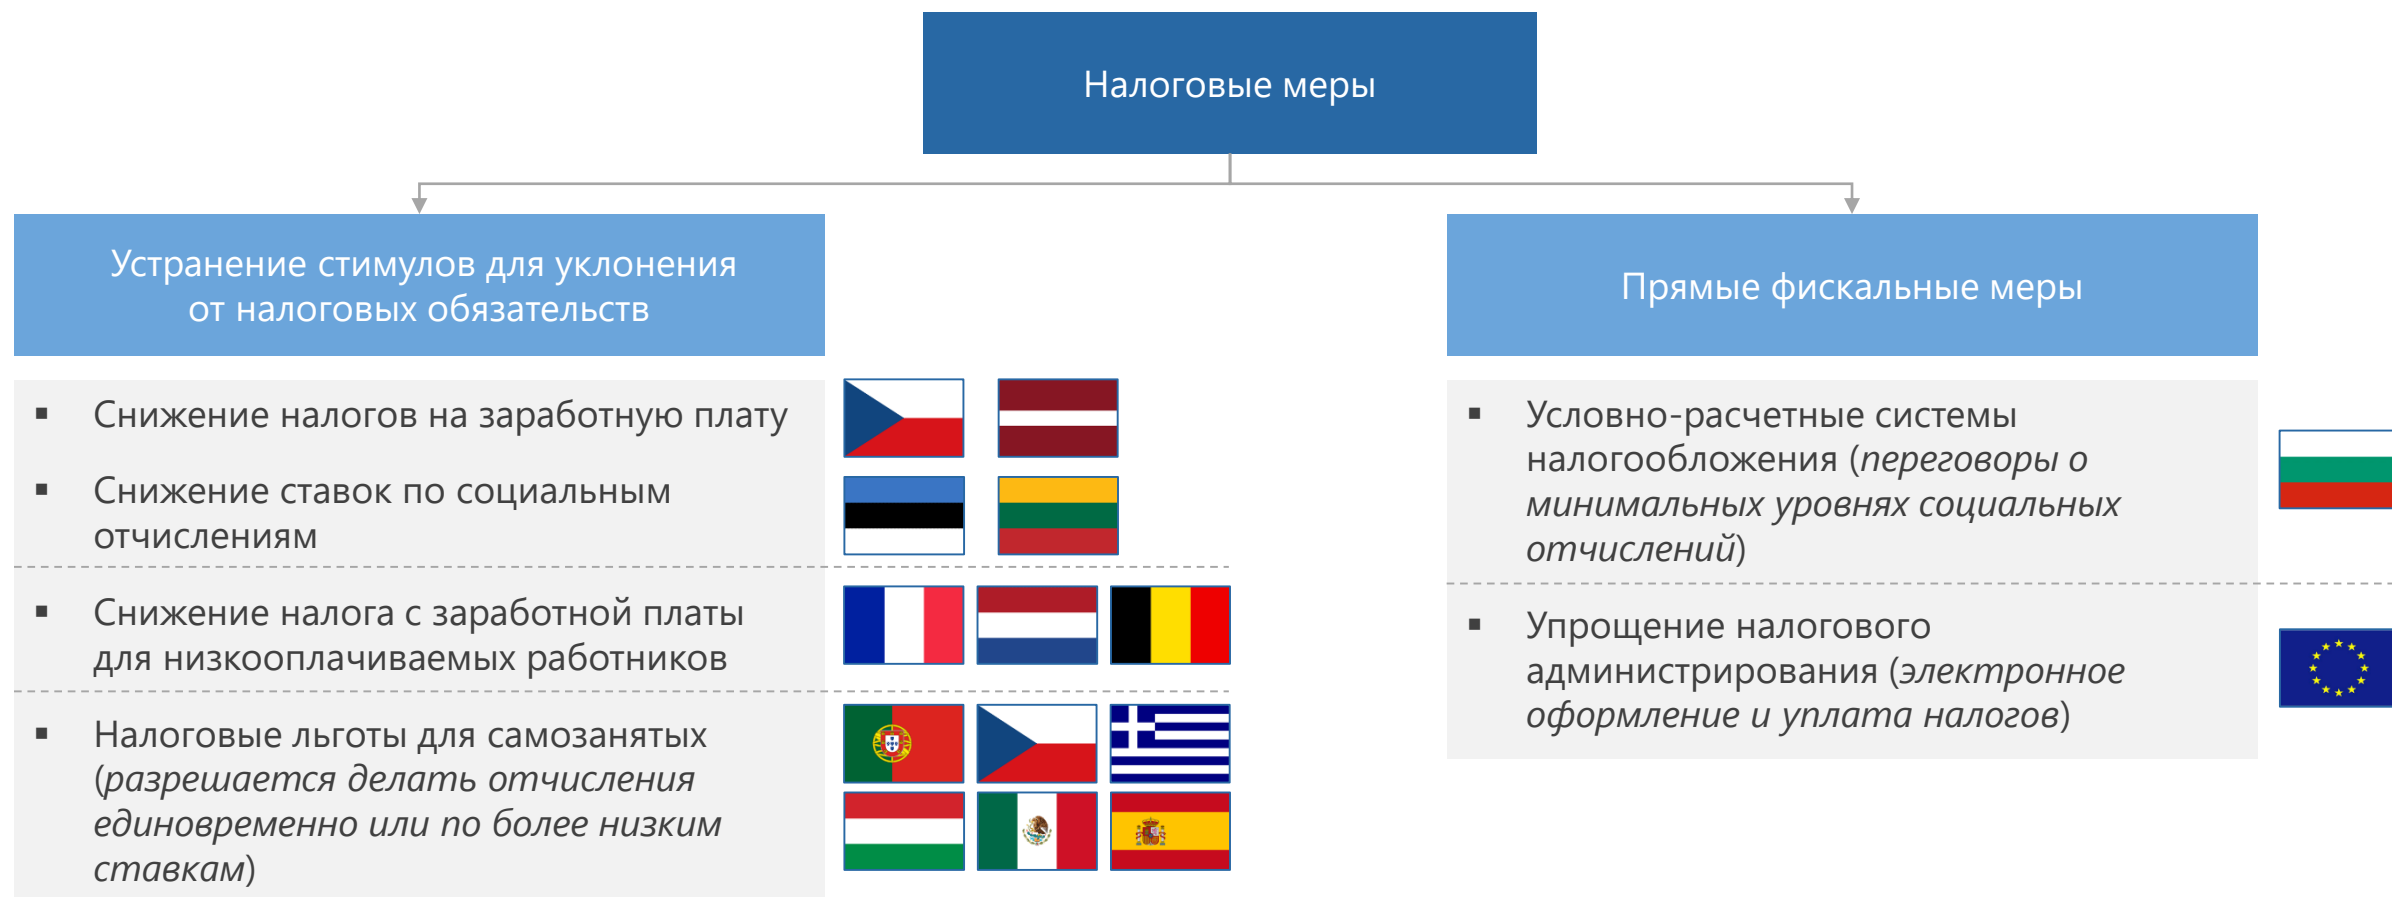 Налоговые меры
Устранение стимулов для уклонения
от налоговых обязательств
▪ Снижение налогов на заработную плату
▪ Снижение ставок по социальным
отчислениям
▪ Снижение налога с заработной платы
для низкооплачиваемых работников
▪ Налоговые льготы для самозанятых
(разрешается делать отчисления
единовременно или по более низким
ставкам)
Прямые фискальные меры
▪ Условно-расчетные системы
налогообложения (переговоры о
минимальных уровнях социальных
отчислений)
▪ Упрощение налогового
администрирования (электронное
оформление и уплата налогов)